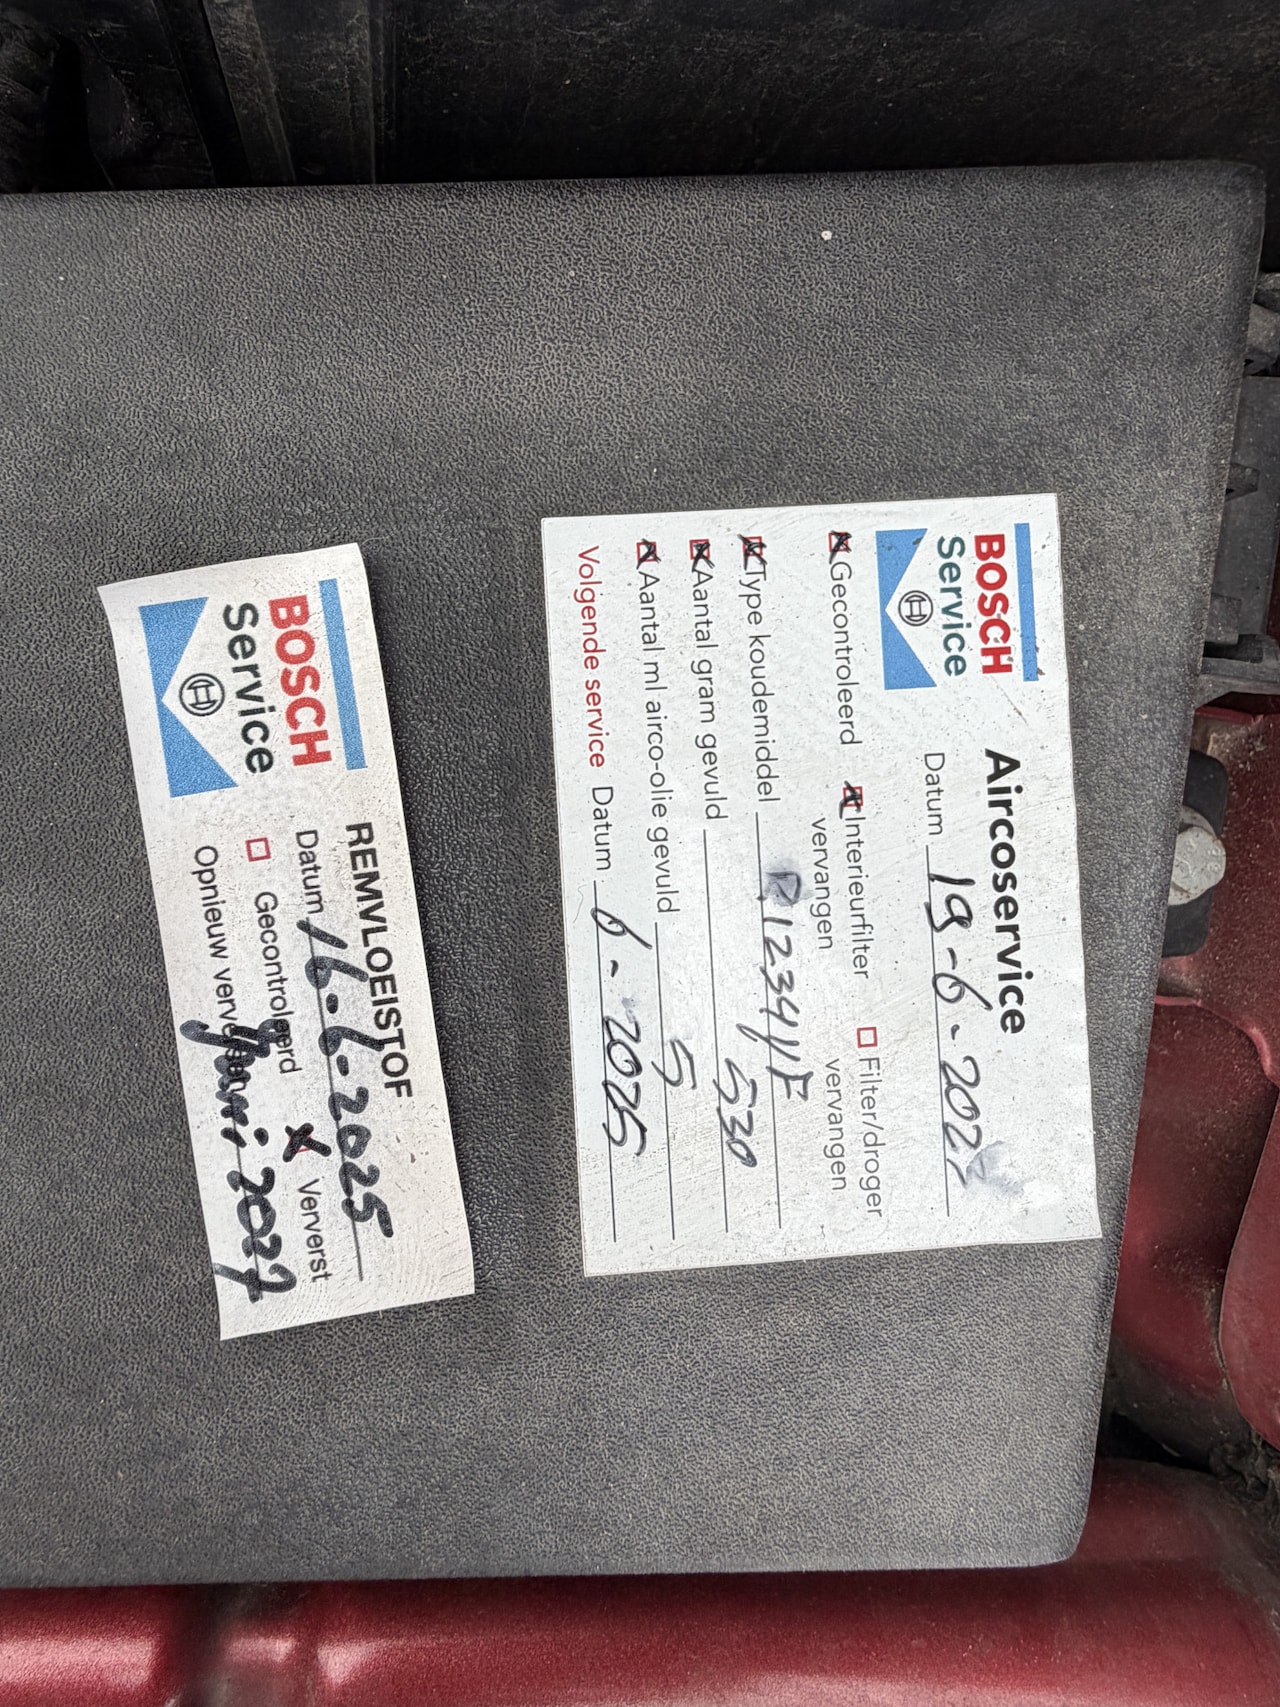 BOSCH
Service
Aircoservice
Datum 19-6-202
Gecontroleerd Interieurfilter vervangen Filter/droger vervangen
Type koudemiddel R1234yF
Aantal gram gevuld 530
Aantal ml airco-olie gevuld 5
Volgende service Datum 6-2025
BOSCH
Service
REMVLOEISTOF
Datum 16-6-2025
Gecontroleerd Ververst
Opnieuw verversen Juni 2027